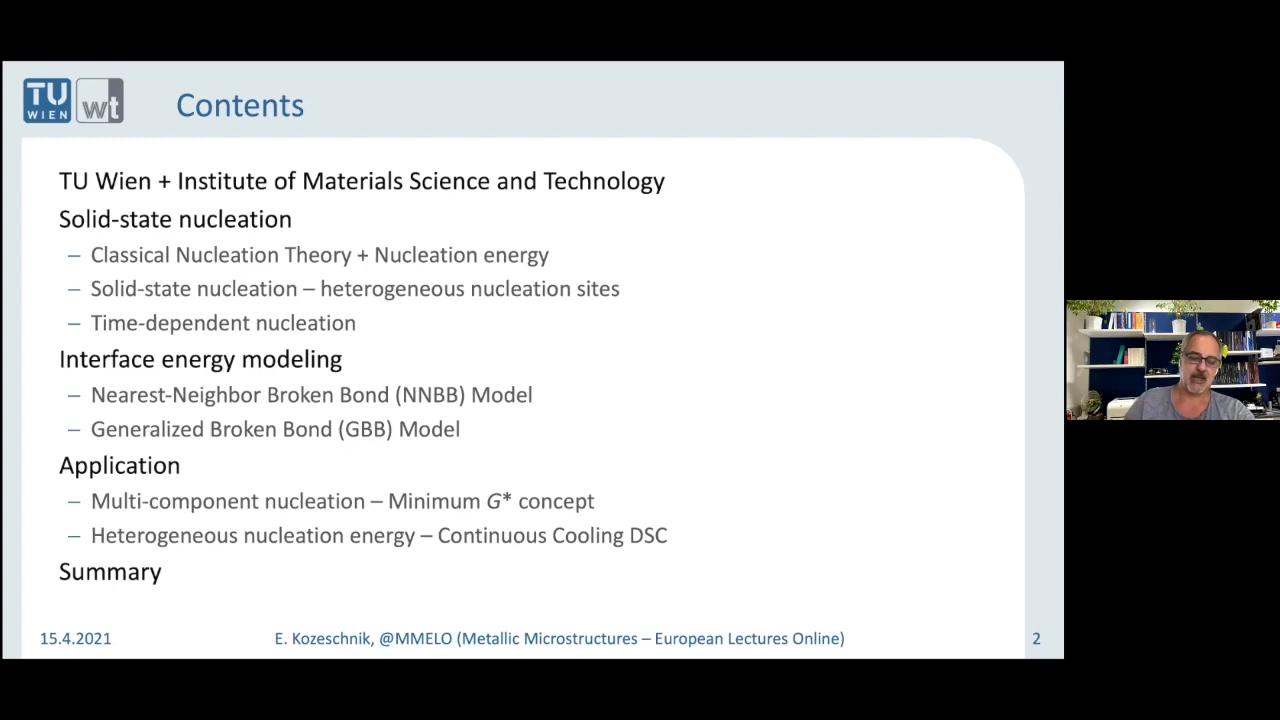 TU
WIEN
wt
Contents
TU Wien + Institute of Materials Science and Technology
Solid-state nucleation
– Classical Nucleation Theory + Nucleation energy
– Solid-state nucleation – heterogeneous nucleation sites
– Time-dependent nucleation
Interface energy modeling
– Nearest-Neighbor Broken Bond (NNBB) Model
– Generalized Broken Bond (GBB) Model
Application
– Multi-component nucleation – Minimum G* concept
– Heterogeneous nucleation energy – Continuous Cooling DSC
Summary
15.4.2021 E. Kozeschnik, @MMELO (Metallic Microstructures – European Lectures Online) 2